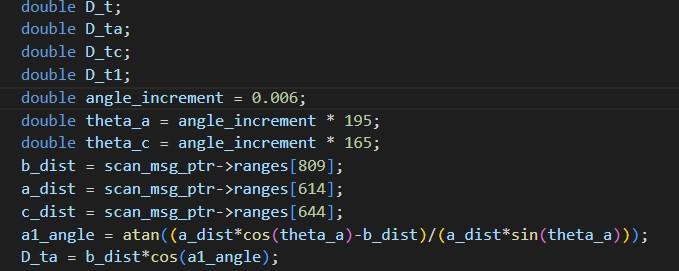 double D_t;
double D_ta;
double D_tc;
double D_t1;
double angle_increment = 0.006;
double theta_a = angle_increment * 195;
double theta_c = angle_increment * 165;
b_dist = scan_msg_ptr->ranges[809];
a_dist = scan_msg_ptr->ranges[614];
c_dist = scan_msg_ptr->ranges[644];
a1_angle = atan((a_dist*cos(theta_a)-b_dist)/(a_dist*sin(theta_a)));
D_ta = b_dist*cos(a1_angle);